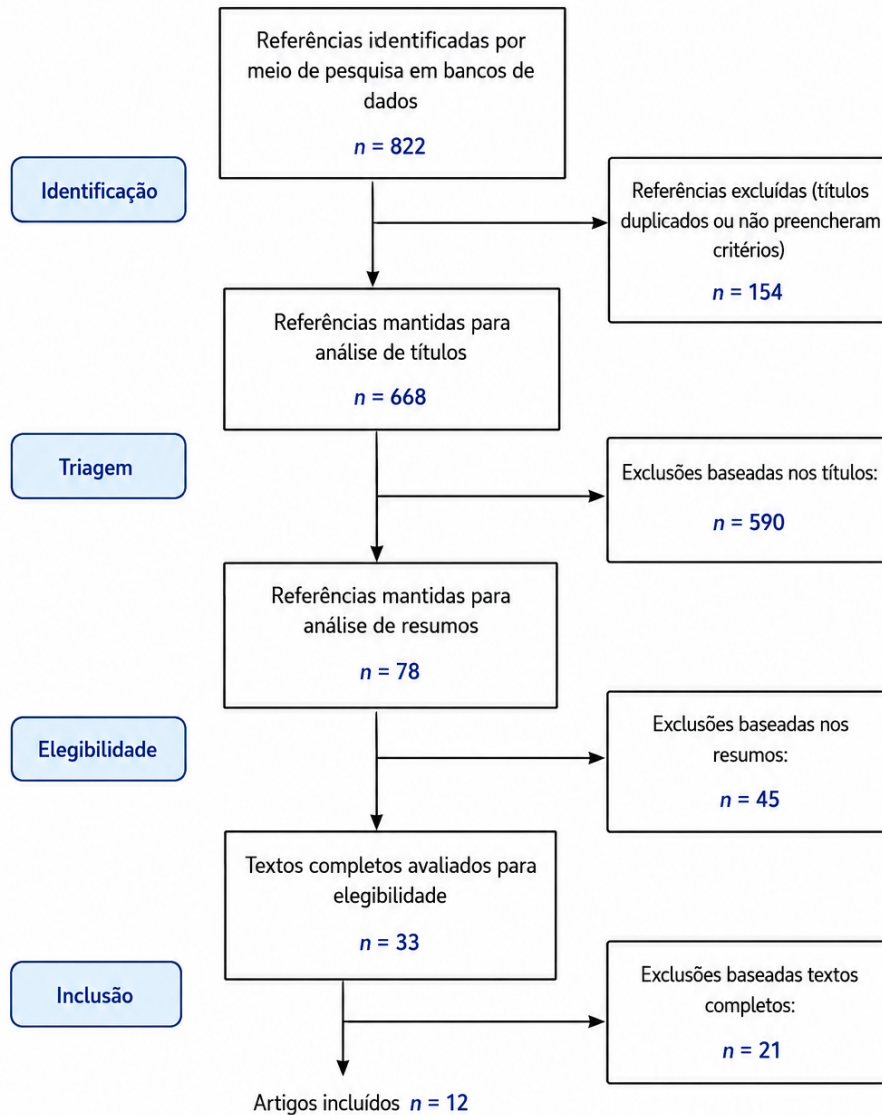 Referências identificadas por
meio de pesquisa em bancos de
dados
n = 822
Identificação
Referências excluídas (títulos
duplicados ou não preencheram
critérios)
n = 154
Referências mantidas para
análise de títulos
n = 668
Triagem
Exclusões baseadas nos títulos:
n = 590
Referências mantidas para
análise de resumos
n = 78
Elegibilidade
Exclusões baseadas nos
resumos:
n = 45
Textos completos avaliados para
elegibilidade
n = 33
Inclusão
Exclusões baseadas textos
completos:
n = 21
Artigos incluídos n = 12